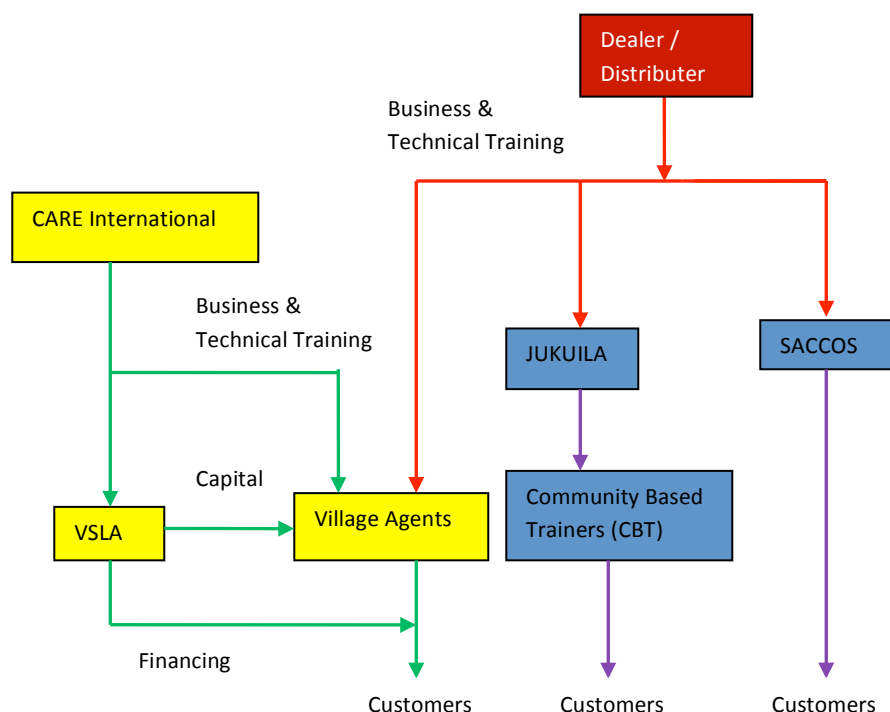 Dealer /
Distributer
Business &
Technical Training
CARE International
Business &
Technical Training
JUKUILA
SACCOS
Capital
VSLA
Village Agents
Community Based
Trainers (CBT)
Financing
Customers
Customers
Customers